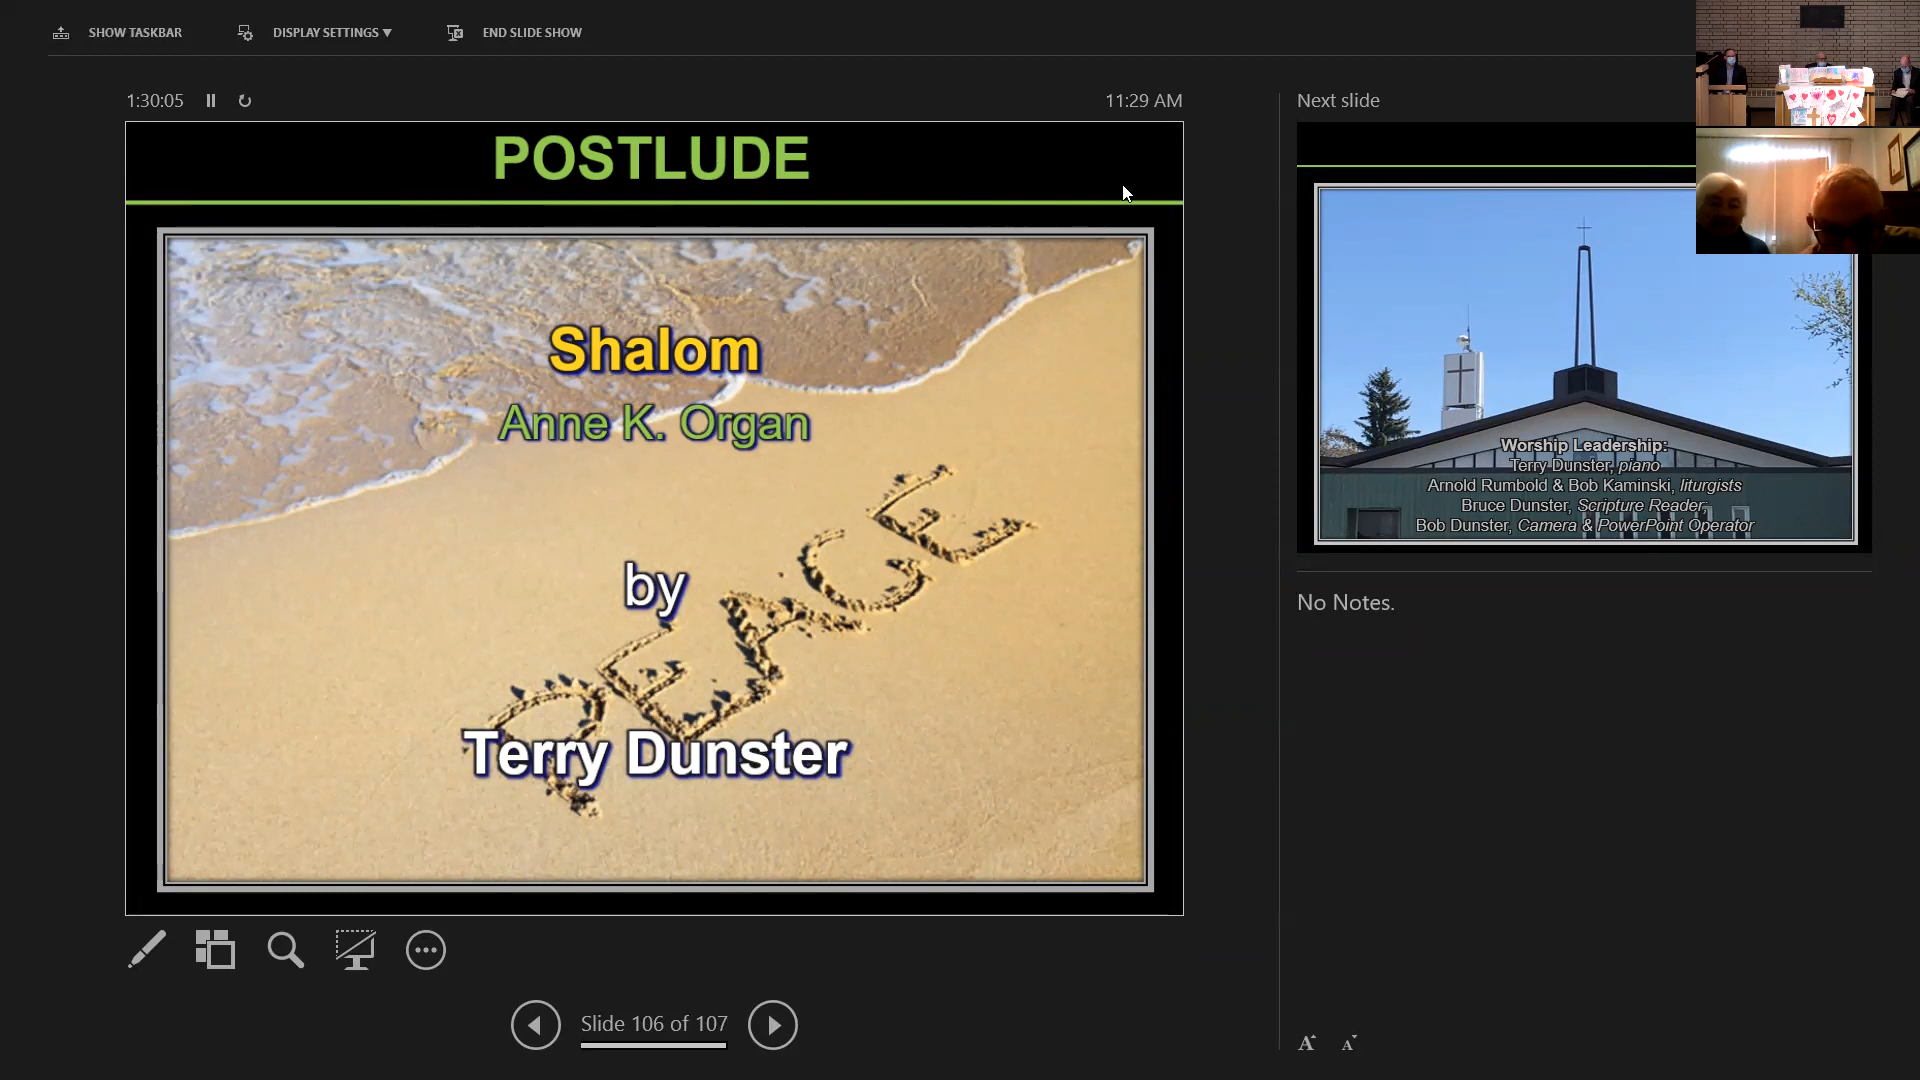 SHOW TASKBAR
DISPLAY SETTINGS ▼
END SLIDE SHOW
1:30:05
11:29 AM
POSTLUDE
Shalom
Anne K. Organ
by
PEACE
Terry Dunster
Next slide
Worship Leadership:
Terry Dunster, piano
Arnold Rumbold & Bob Kaminski, liturgists
Bruce Dunster, Scripture Reader,
Bob Dunster, Camera & PowerPoint Operator
No Notes.
Slide 106 of 107
A A